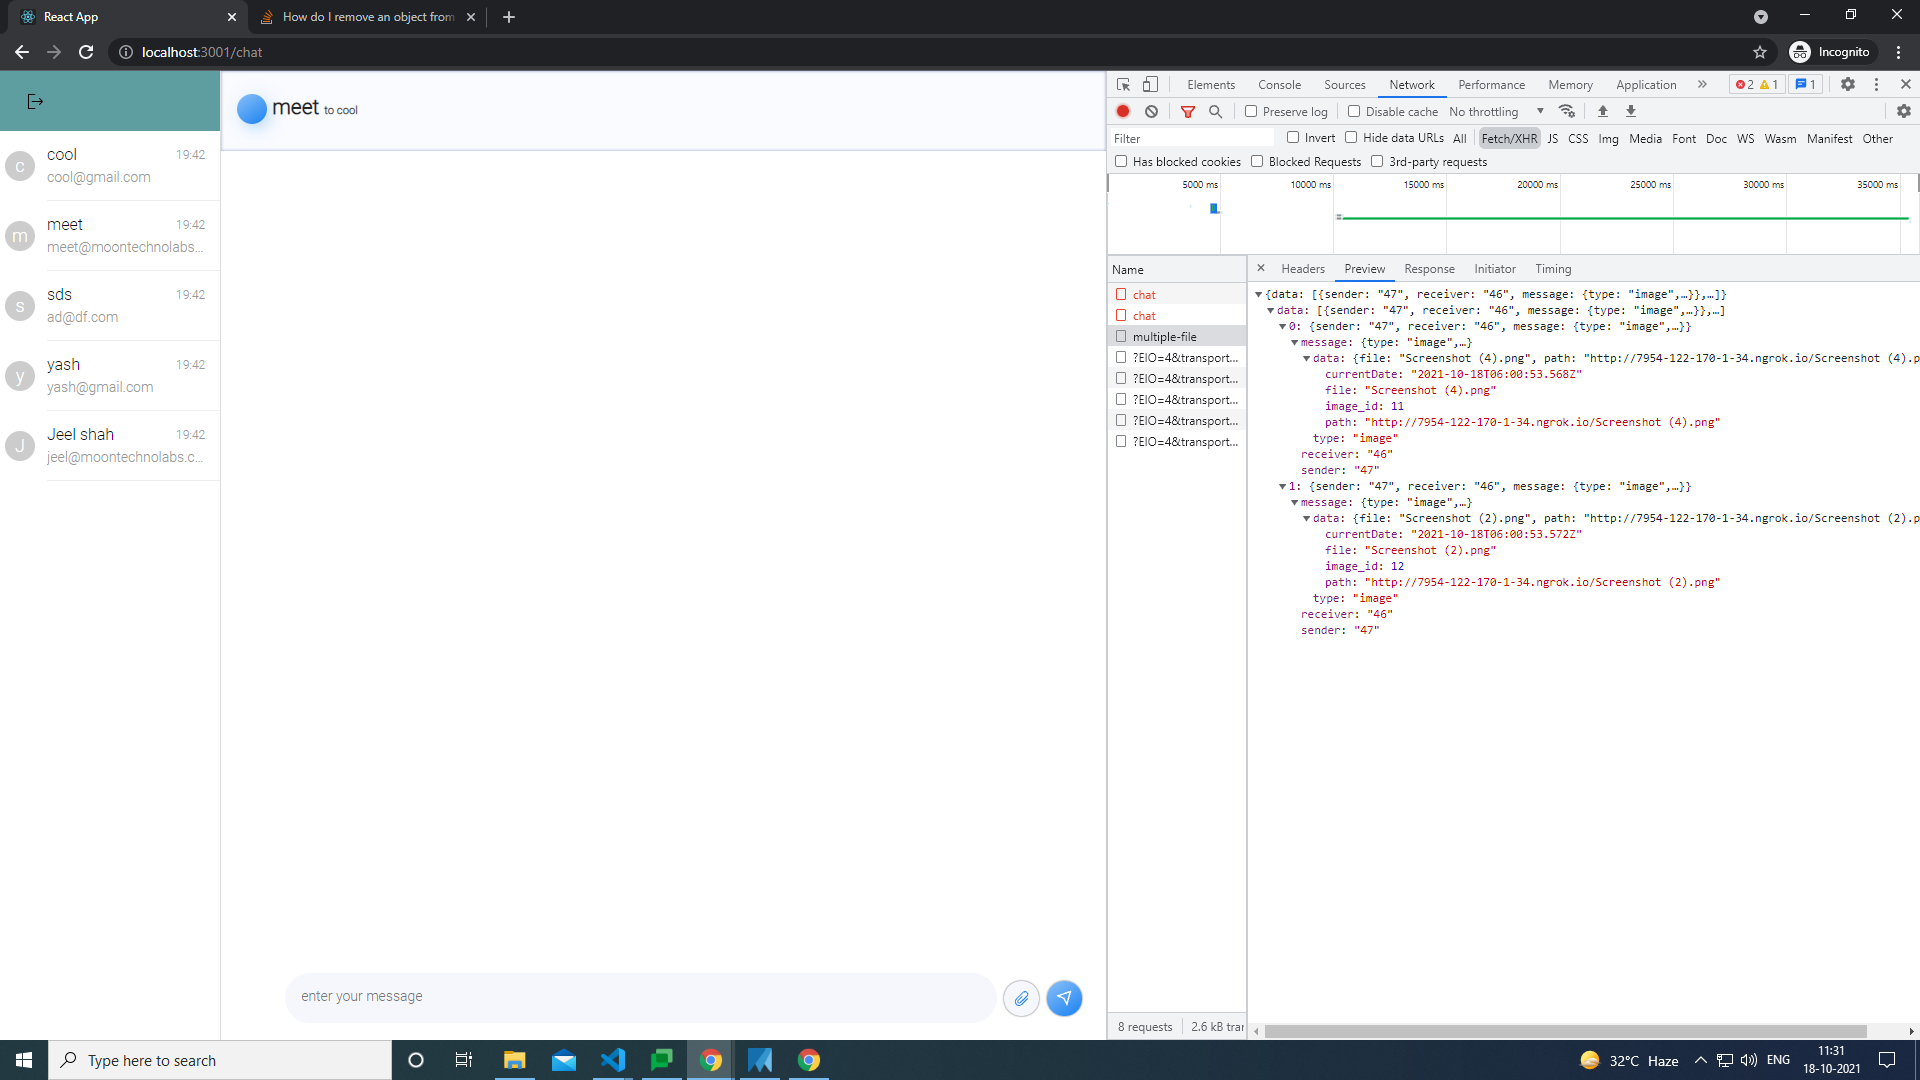 React App
How do I remove an object from
localhost:3001/chat
Incognito
cool 19:42
c
cool@gmail.com
meet 19:42
m
meet@moontechnolabs...
sds 19:42
s
ad@df.com
yash 19:42
y
yash@gmail.com
Jeel shah 19:42
J
jeel@moontechnolabs.c...
meet to cool
enter your message
Elements Console Sources Network Performance Memory Application » 2 1 1
Preserve log Disable cache No throttling
Filter Invert Hide data URLs All Fetch/XHR JS CSS Img Media Font Doc WS Wasm Manifest Other
Has blocked cookies Blocked Requests 3rd-party requests
5000 ms 10000 ms 15000 ms 20000 ms 25000 ms 30000 ms 35000 ms
Name
chat
chat
multiple-file
?EIO=4&transport...
?EIO=4&transport...
?EIO=4&transport...
?EIO=4&transport...
?EIO=4&transport...
8 requests 2.6 kB trar
Headers Preview Response Initiator Timing
{data: [{sender: "47", receiver: "46", message: {type: "image",…}},…]}
data: [{sender: "47", receiver: "46", message: {type: "image",…}},…]
0: {sender: "47", receiver: "46", message: {type: "image",…}}
message: {type: "image",…}
data: {file: "Screenshot (4).png", path: "http://7954-122-170-1-34.ngrok.io/Screenshot (4).p
currentDate: "2021-10-18T06:00:53.568Z"
file: "Screenshot (4).png"
image_id: 11
path: "http://7954-122-170-1-34.ngrok.io/Screenshot (4).png"
type: "image"
receiver: "46"
sender: "47"
1: {sender: "47", receiver: "46", message: {type: "image",…}}
message: {type: "image",…}
data: {file: "Screenshot (2).png", path: "http://7954-122-170-1-34.ngrok.io/Screenshot (2).p
currentDate: "2021-10-18T06:00:53.572Z"
file: "Screenshot (2).png"
image_id: 12
path: "http://7954-122-170-1-34.ngrok.io/Screenshot (2).png"
type: "image"
receiver: "46"
sender: "47"
Type here to search
32°C Haze
ENG
11:31
18-10-2021